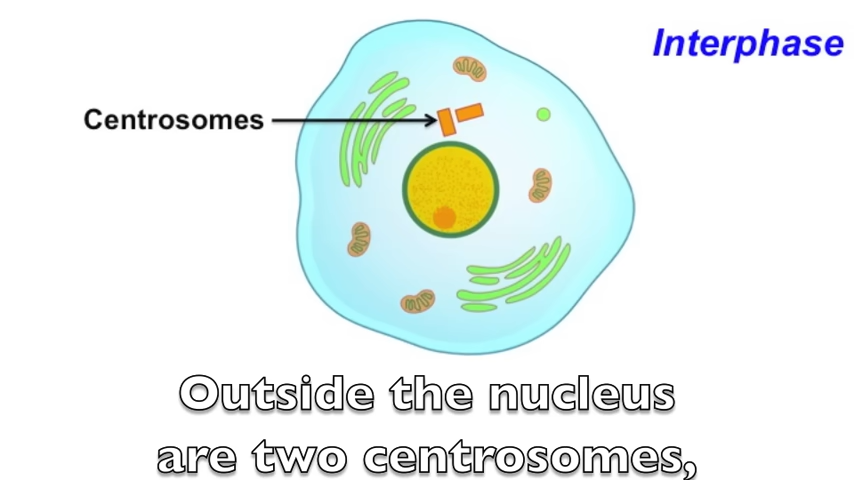 Interphase
Centrosomes
Outside the nucleus
are two centrosomes,